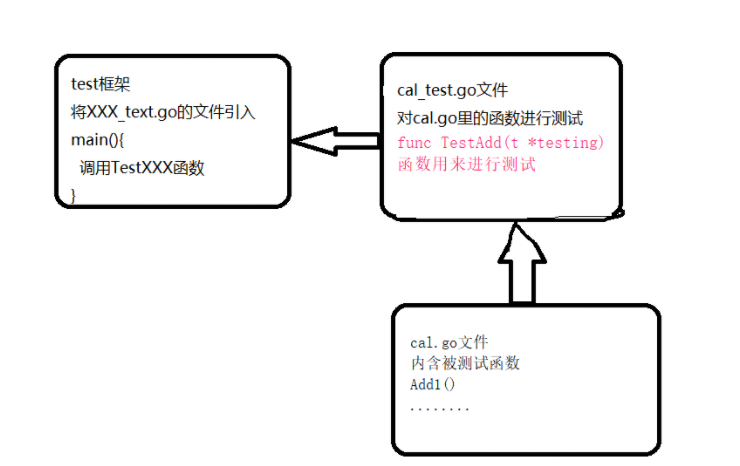 test框架
将XXX_text.go的文件引入
main(){
调用TestXXX函数
}
cal_test.go文件
对cal.go里的函数进行测试
func TestAdd(t *testing)
函数用来进行测试
cal.go文件
内含被测试函数
Add1()
........